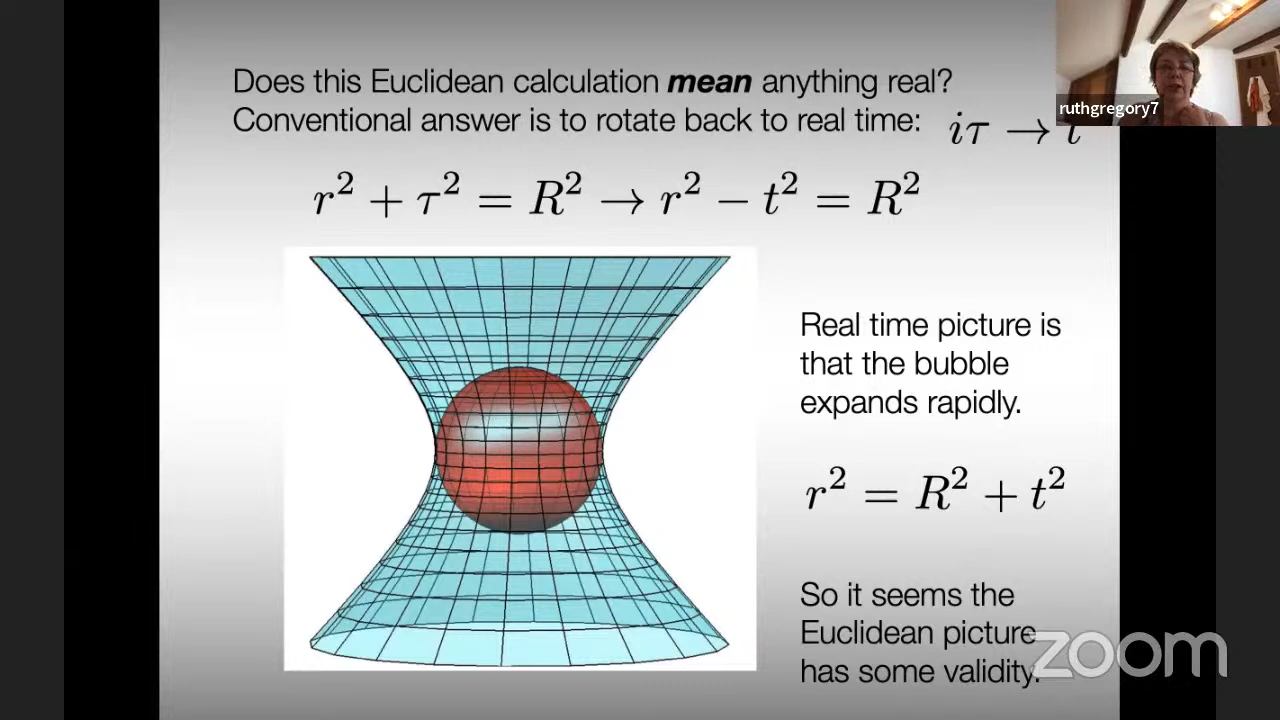 Does this Euclidean calculation mean anything real?
Conventional answer is to rotate back to real time: iτ → t
ruthgregory7
r² + τ² = R² → r² − t² = R²
Real time picture is
that the bubble
expands rapidly.
r² = R² + t²
So it seems the
Euclidean picture
has some validity.
zoom